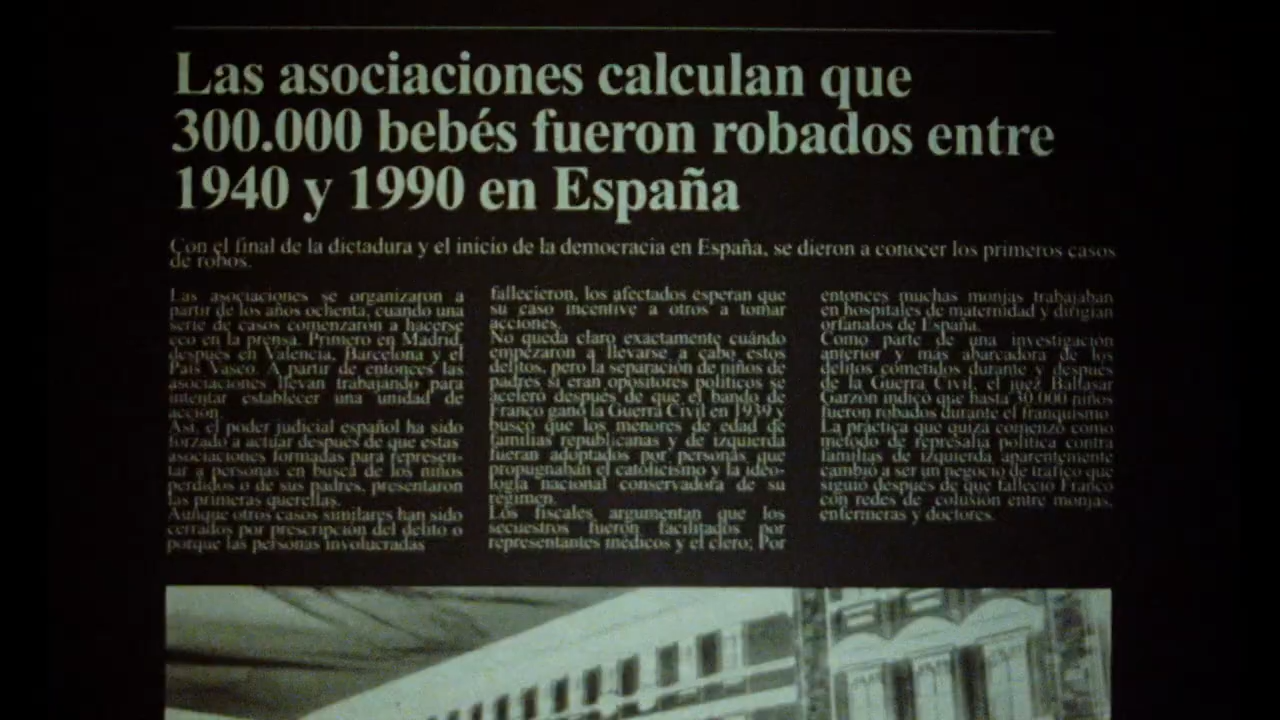 Las asociaciones calculan que
300.000 bebés fueron robados entre
1940 y 1990 en España
Con el final de la dictadura y el inicio de la democracia en España, se dieron a conocer los primeros casos
de robos.
Las asociaciones se organizaron a
partir de los años ochenta, cuando una
serie de casos comenzaron a hacerse
eco en la prensa. Primero en Madrid,
después en Valencia, Barcelona y el
País Vasco. A partir de entonces las
asociaciones llevan trabajando para
intentar establecer una unidad de
acción.
Así, el poder judicial español ha sido
forzado a actuar después de que estas
asociaciones formadas para represen-
tar a personas en busca de los niños
perdidos o de sus padres, presentaron
las primeras querellas.
Aunque otros casos similares han sido
cerrados por prescripción del delito o
porque las personas involucradas
fallecieron, los afectados esperan que
su caso incentive a otros a tomar
acciones.
No queda claro exactamente cuándo
empezaron a llevarse a cabo estos
delitos, pero la separación de niños de
padres si eran opositores políticos se
aceleró después de que el bando de
Franco ganó la Guerra Civil en 1939 y
buscó que los menores de edad de
familias republicanas y de izquierda
fueran adoptados por personas que
propugnaban el catolicismo y la ideo-
logía nacional conservadora de su
régimen.
Los fiscales argumentan que los
secuestros fueron facilitados por
representantes médicos y el clero; Por
entonces muchas monjas trabajaban
en hospitales de maternidad y dirigían
orfanatos de España.
Como parte de una investigación
anterior y más abarcadora de los
delitos cometidos durante y después
de la Guerra Civil, el juez Baltasar
Garzón indicó que hasta 30.000 niños
fueron robados durante el franquismo.
La práctica que quizá comenzó como
método de represalia política contra
familias de izquierda, aparentemente
cambió a ser un negocio de tráfico que
siguió después de que falleció Franco
con redes de colusión entre monjas,
enfermeras y doctores.